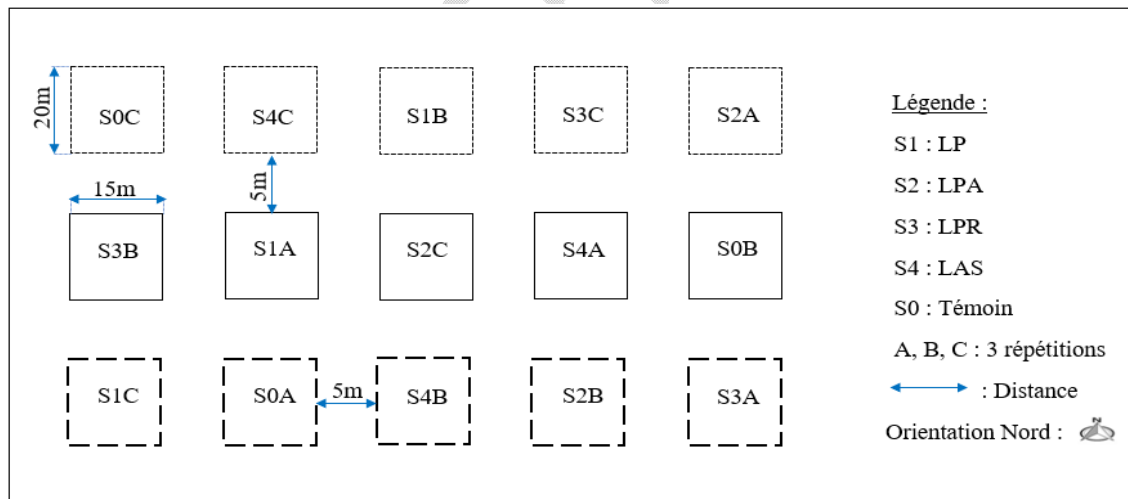 S0C S4C S1B S3C S2A
20m
5m
15m
S3B S1A S2C S4A S0B
S1C S0A S4B S2B S3A
5m
Légende :
S1 : LP
S2 : LPA
S3 : LPR
S4 : LAS
S0 : Témoin
A, B, C : 3 répétitions
: Distance
Orientation Nord : N